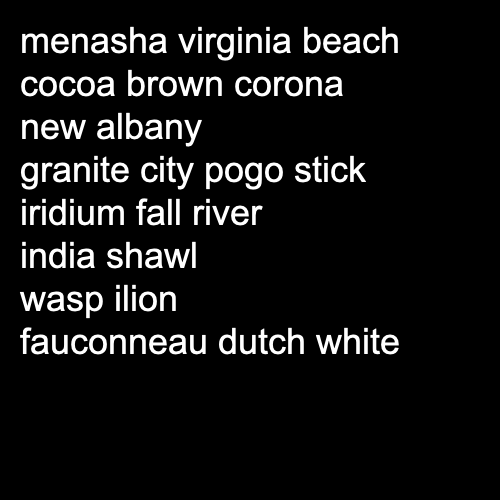 menasha virginia beach
cocoa brown corona
new albany
granite city pogo stick
iridium fall river
india shawl
wasp ilion
fauconneau dutch white